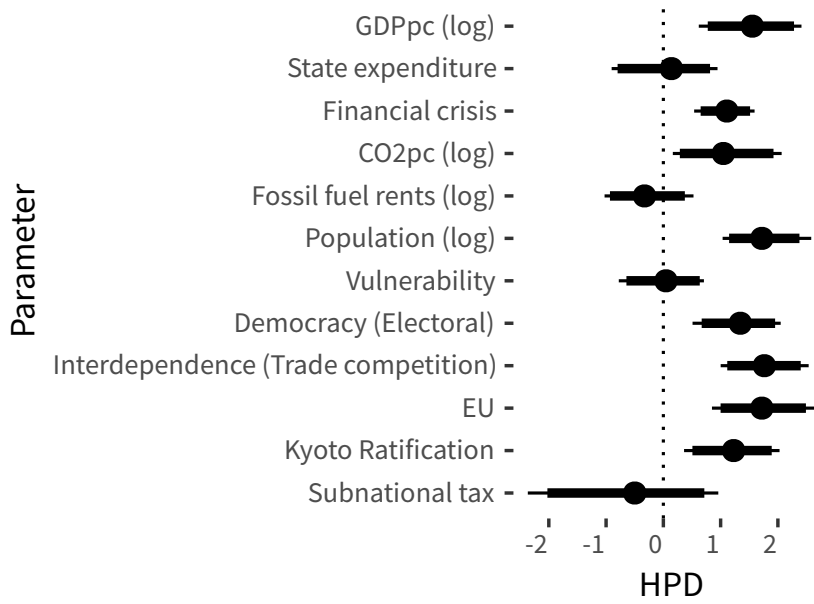 GDPpc (log)
State expenditure
Financial crisis
CO2pc (log)
Fossil fuel rents (log)
Population (log)
Vulnerability
Democracy (Electoral)
Interdependence (Trade competition)
EU
Kyoto Ratification
Subnational tax
Parameter
-2 -1 0 1 2
HPD